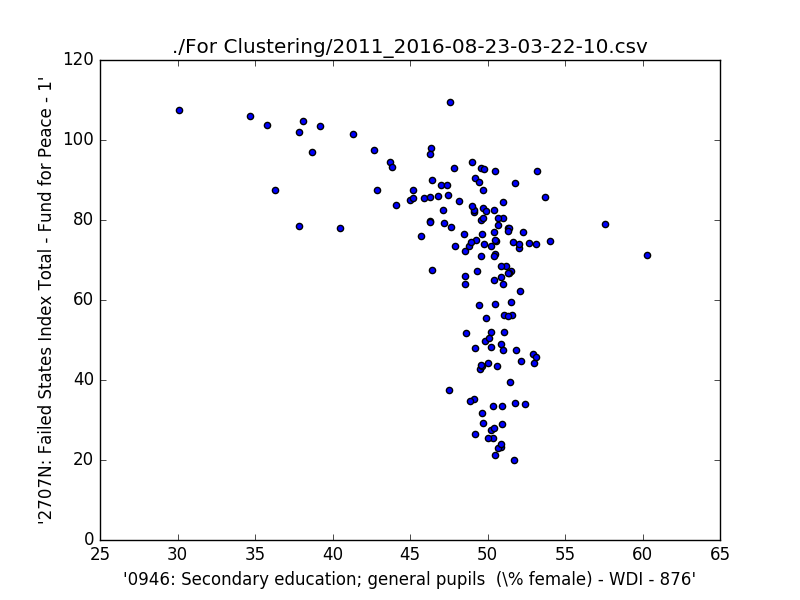 ./For Clustering/2011_2016-08-23-03-22-10.csv
'2707N: Failed States Index Total - Fund for Peace - 1'
120
100
80
60
40
20
0
25 30 35 40 45 50 55 60 65
'0946: Secondary education; general pupils  (\% female) - WDI - 876'